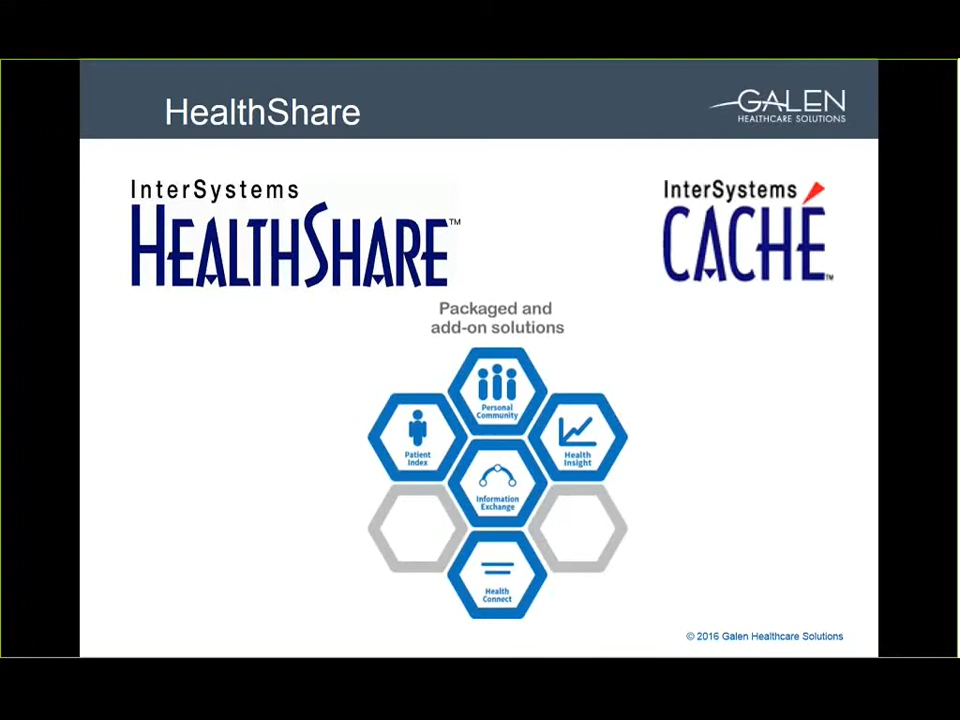 HealthShare
GALEN
HEALTHCARE SOLUTIONS
InterSystems
HEALTHSHARE™
InterSystems
CACHÉ™
Packaged and
add-on solutions
Personal
Community
Patient
Index
Health
Insight
Information
Exchange
Health
Connect
© 2016 Galen Healthcare Solutions